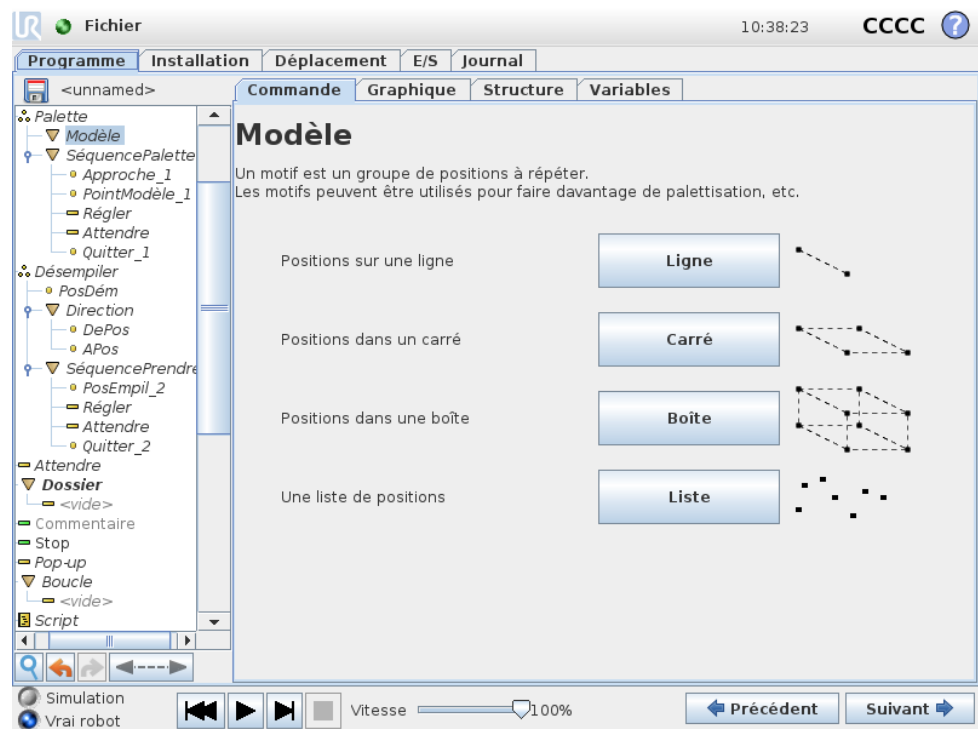 UR Fichier 10:38:23 CCCC ?
Programme Installation Déplacement E/S Journal
<unnamed>
Commande Graphique Structure Variables
Palette
Modèle
SéquencePalette
Approche_1
PointModèle_1
Régler
Attendre
Quitter_1
Désempiler
PosDém
Direction
DePos
APos
SéquencePrendre
PosEmpil_2
Régler
Attendre
Quitter_2
Attendre
Dossier
<vide>
Commentaire
Stop
Pop-up
Boucle
<vide>
Script
Modèle
Un motif est un groupe de positions à répéter.
Les motifs peuvent être utilisés pour faire davantage de palettisation, etc.
Positions sur une ligne Ligne
Positions dans un carré Carré
Positions dans une boîte Boîte
Une liste de positions Liste
Simulation
Vrai robot
Vitesse 100%
Précédent Suivant